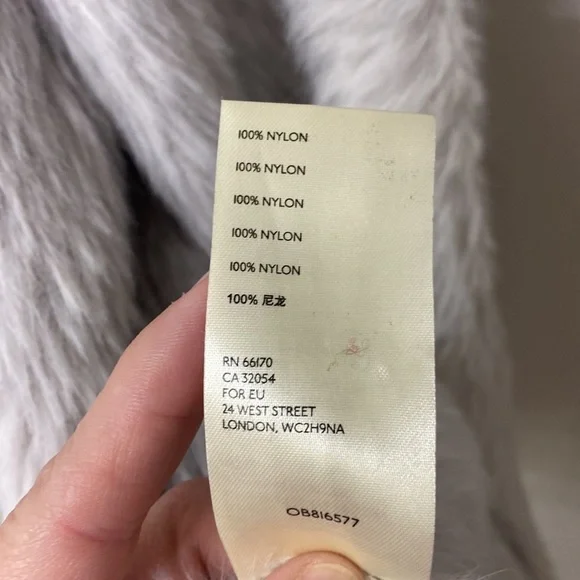 100% NYLON
100% NYLON
100% NYLON
100% NYLON
100% NYLON
100% 尼龙
RN 66170
CA 32054
FOR EU
24 WEST STREET
LONDON, WC2H9NA
OB816577